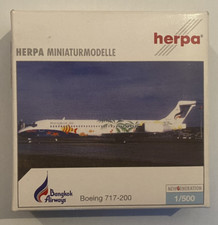 herpa
HERPA MINIATURMODELLE
Bangkok Airways
Boeing 717-200
1/500